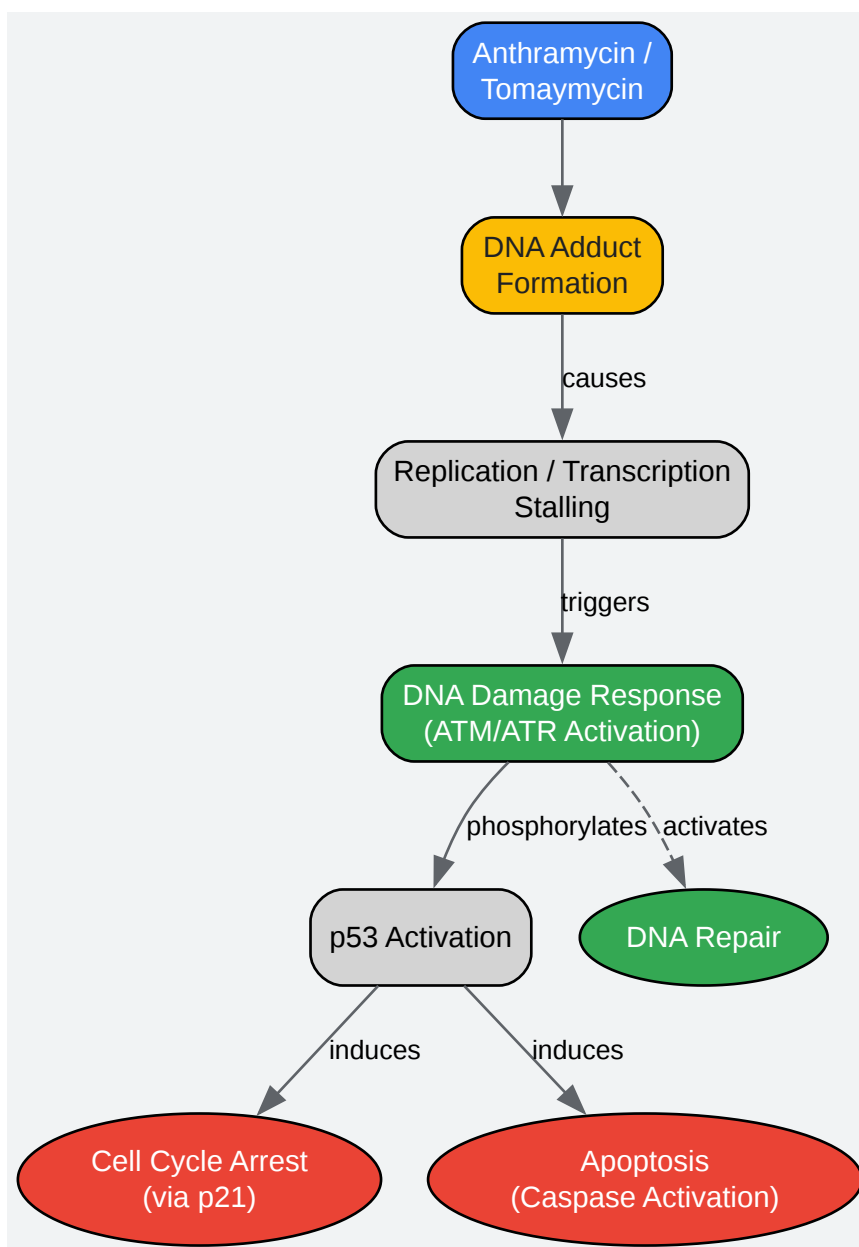 Anthramycin /
Tomaymycin
DNA Adduct
Formation
causes
Replication / Transcription
Stalling
triggers
DNA Damage Response
(ATM/ATR Activation)
phosphorylates
activates
p53 Activation
DNA Repair
induces
induces
Cell Cycle Arrest
(via p21)
Apoptosis
(Caspase Activation)